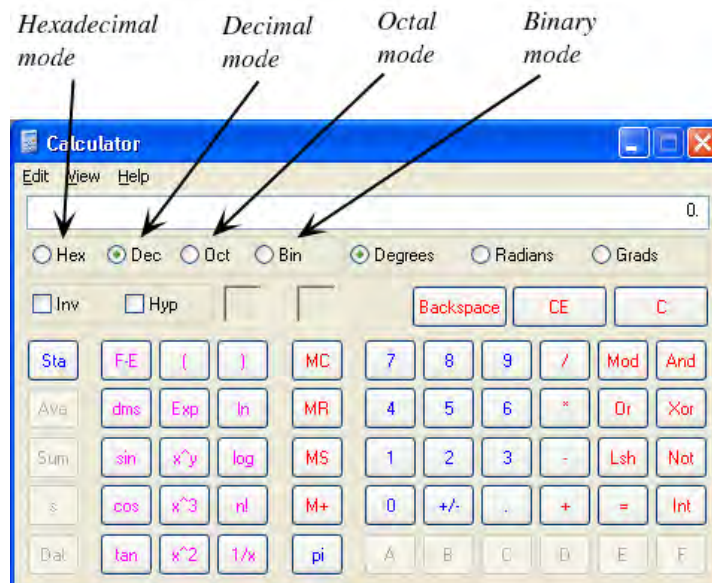 Hexadecimal mode Decimal mode Octal mode Binary mode
Calculator
Edit View Help
0.
Hex Dec Oct Bin Degrees Radians Grads
Inv Hyp Backspace CE C
Sta F-E ( ) MC 7 8 9 / Mod And
Ave dms Exp ln MR 4 5 6 * Or Xor
Sum sin x^y log MS 1 2 3 - Lsh Not
s cos x^3 n! M+ 0 +/- . + = Int
Dat tan x^2 1/x pi A B C D E F